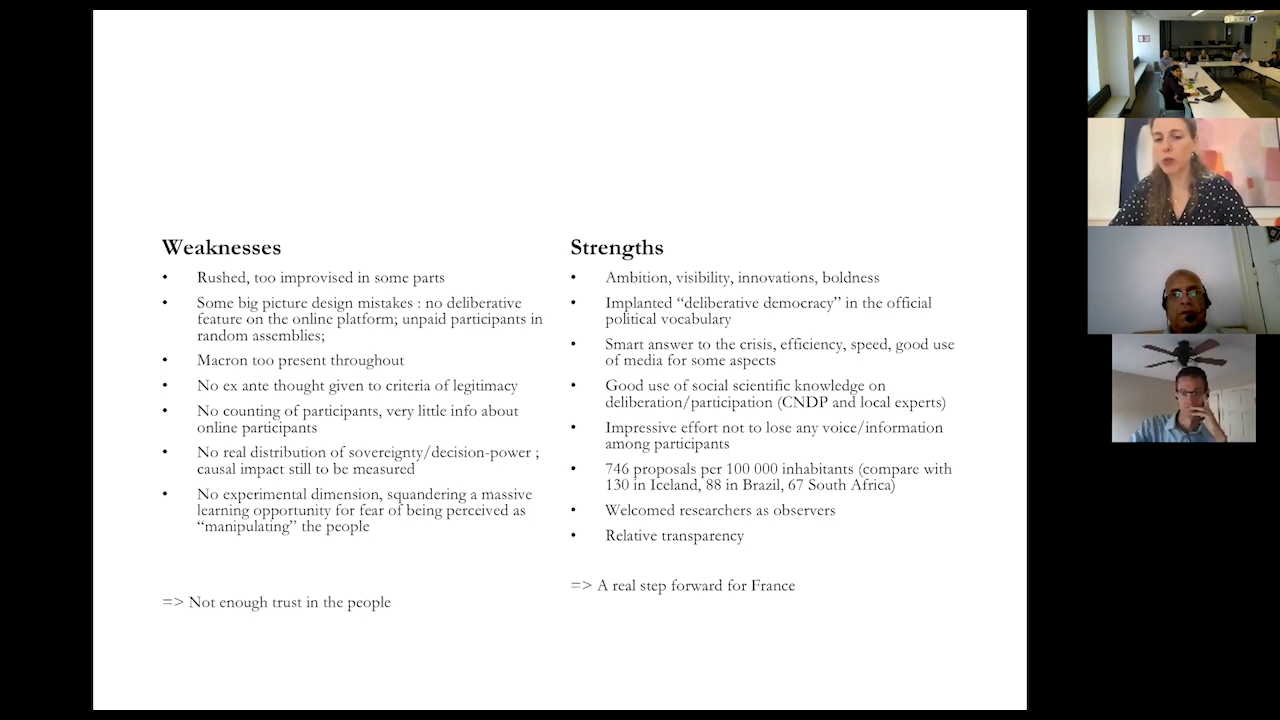 Weaknesses
• Rushed, too improvised in some parts
• Some big picture design mistakes : no deliberative
feature on the online platform; unpaid participants in
random assemblies;
• Macron too present throughout
• No ex ante thought given to criteria of legitimacy
• No counting of participants, very little info about
online participants
• No real distribution of sovereignty/decision-power ;
causal impact still to be measured
• No experimental dimension, squandering a massive
learning opportunity for fear of being perceived as
“manipulating” the people
=> Not enough trust in the people
Strengths
• Ambition, visibility, innovations, boldness
• Implanted “deliberative democracy” in the official
political vocabulary
• Smart answer to the crisis, efficiency, speed, good use
of media for some aspects
• Good use of social scientific knowledge on
deliberation/participation (CNDP and local experts)
• Impressive effort not to lose any voice/information
among participants
• 746 proposals per 100 000 inhabitants (compare with
130 in Iceland, 88 in Brazil, 67 South Africa)
• Welcomed researchers as observers
• Relative transparency
=> A real step forward for France